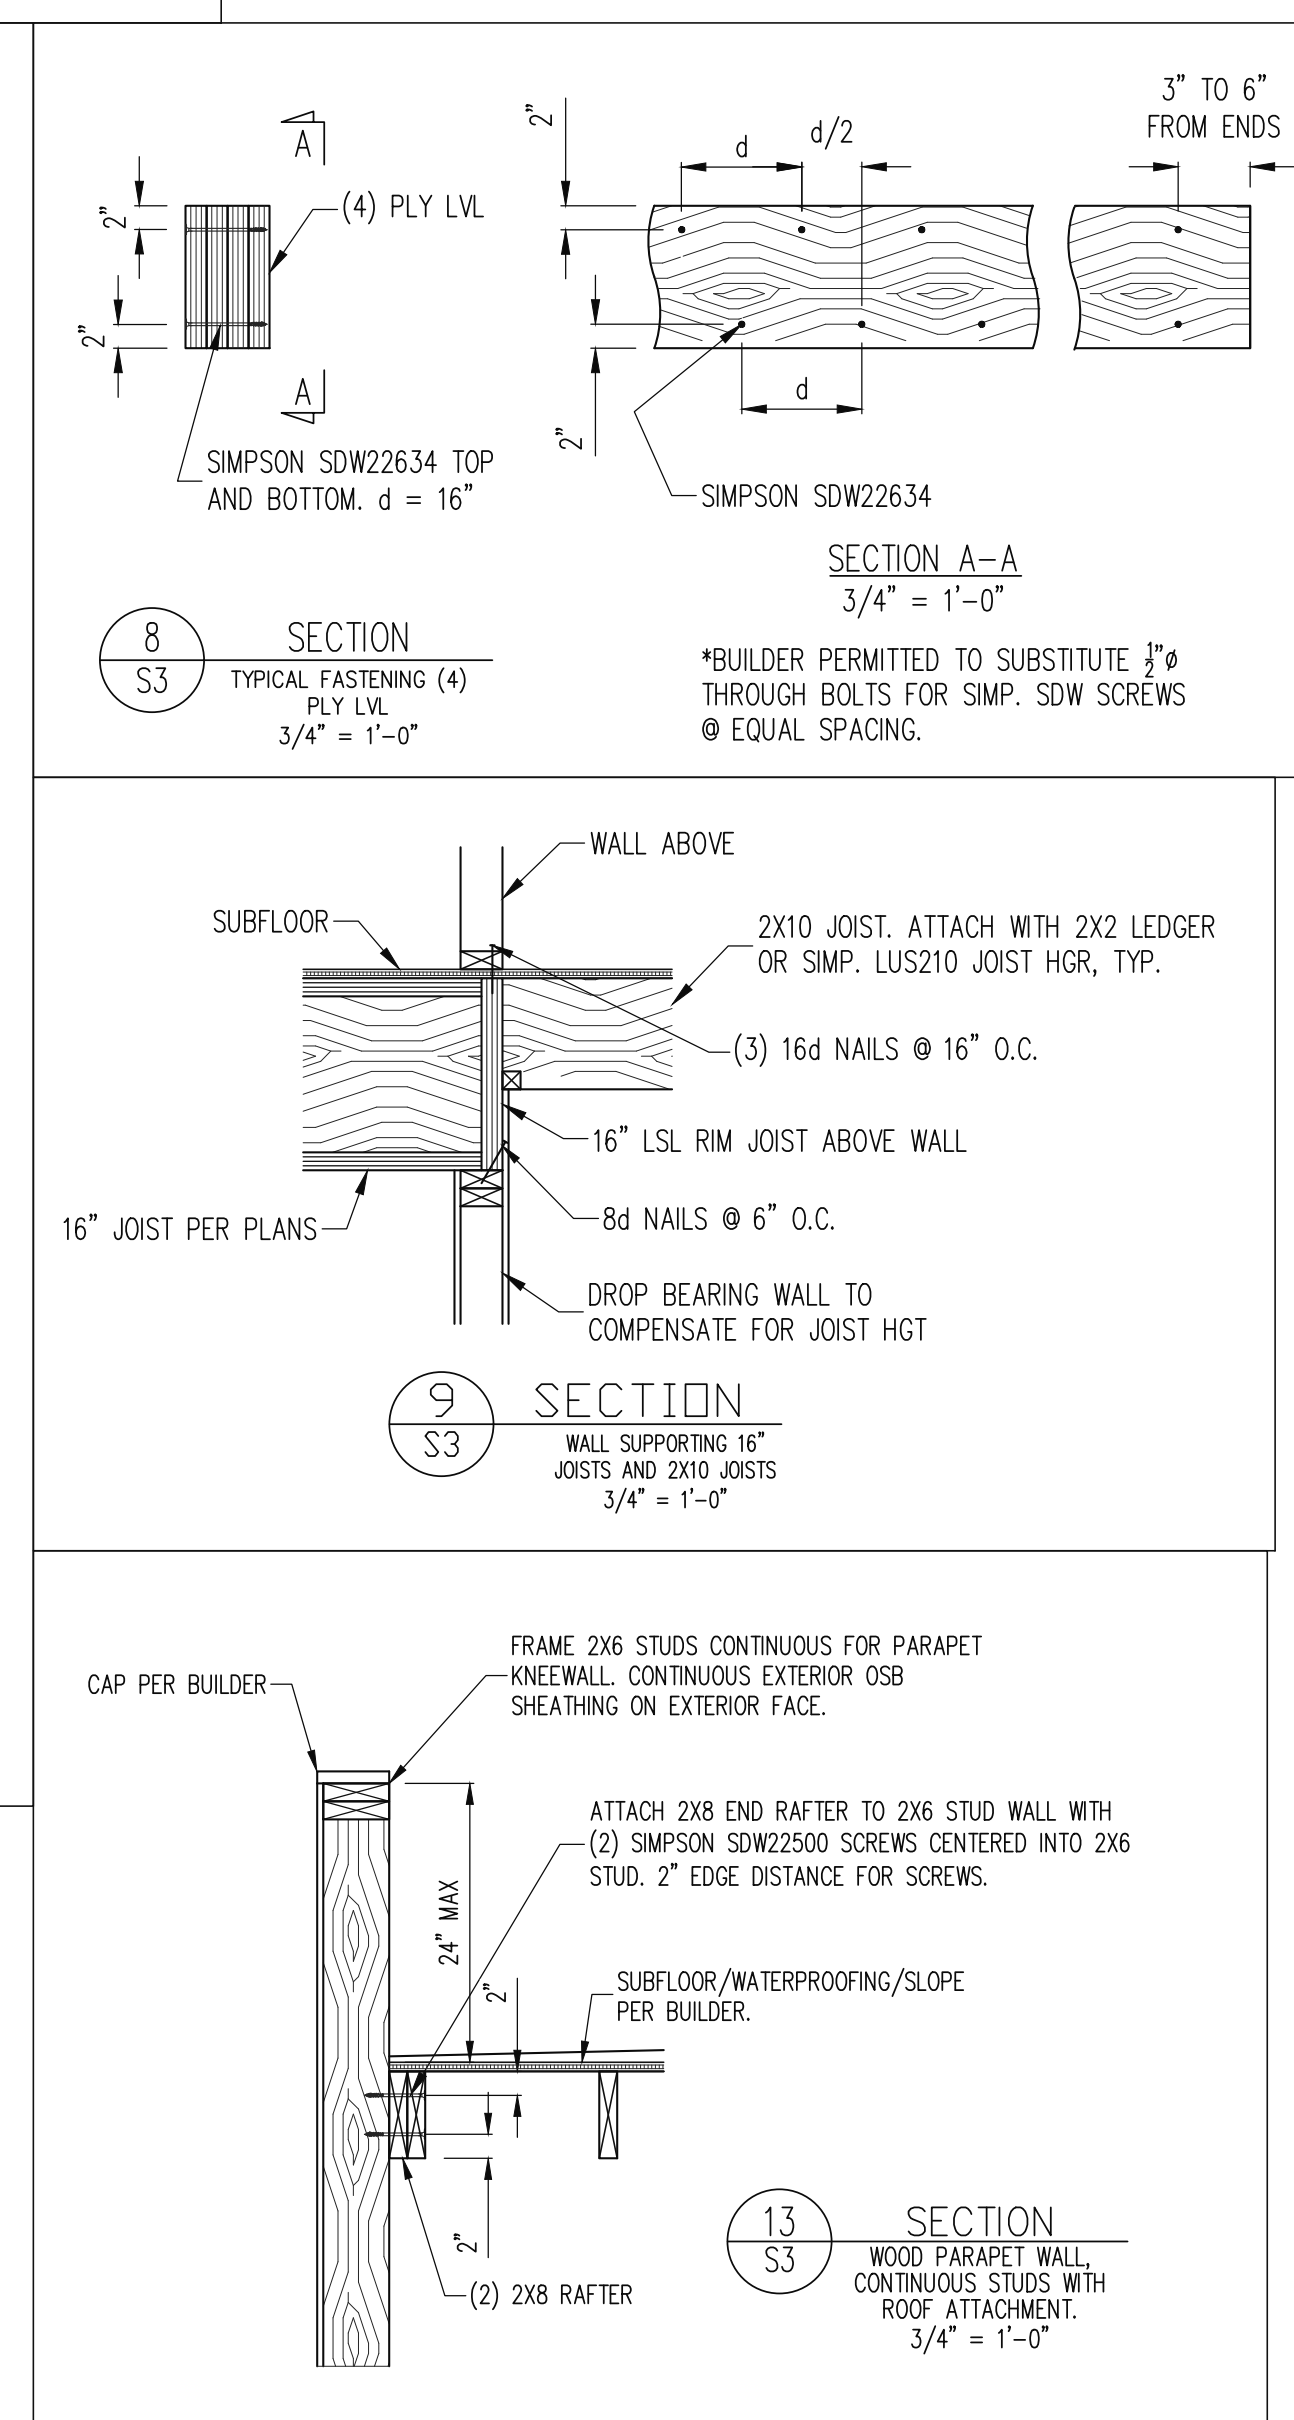 3” TO 6”
FROM ENDS
2”
d
d/2
A
2”
(4) PLY LVL
2”
A
d
2”
SIMPSON SDW22634 TOP
AND BOTTOM. d = 16”
SIMPSON SDW22634
SECTION A–A
3/4” = 1’–0”
8
S3
SECTION
TYPICAL FASTENING (4)
PLY LVL
3/4” = 1’–0”
*BUILDER PERMITTED TO SUBSTITUTE ½”ø
THROUGH BOLTS FOR SIMP. SDW SCREWS
@ EQUAL SPACING.
WALL ABOVE
SUBFLOOR
2X10 JOIST. ATTACH WITH 2X2 LEDGER
OR SIMP. LUS210 JOIST HGR, TYP.
(3) 16d NAILS @ 16” O.C.
16” LSL RIM JOIST ABOVE WALL
16” JOIST PER PLANS
8d NAILS @ 6” O.C.
DROP BEARING WALL TO
COMPENSATE FOR JOIST HGT
9
S3
SECTION
WALL SUPPORTING 16”
JOISTS AND 2X10 JOISTS
3/4” = 1’–0”
FRAME 2X6 STUDS CONTINUOUS FOR PARAPET
KNEEWALL. CONTINUOUS EXTERIOR OSB
SHEATHING ON EXTERIOR FACE.
CAP PER BUILDER
ATTACH 2X8 END RAFTER TO 2X6 STUD WALL WITH
(2) SIMPSON SDW22500 SCREWS CENTERED INTO 2X6
STUD. 2” EDGE DISTANCE FOR SCREWS.
24” MAX
2”
SUBFLOOR/WATERPROOFING/SLOPE
PER BUILDER.
2”
(2) 2X8 RAFTER
13
S3
SECTION
WOOD PARAPET WALL,
CONTINUOUS STUDS WITH
ROOF ATTACHMENT.
3/4” = 1’–0”